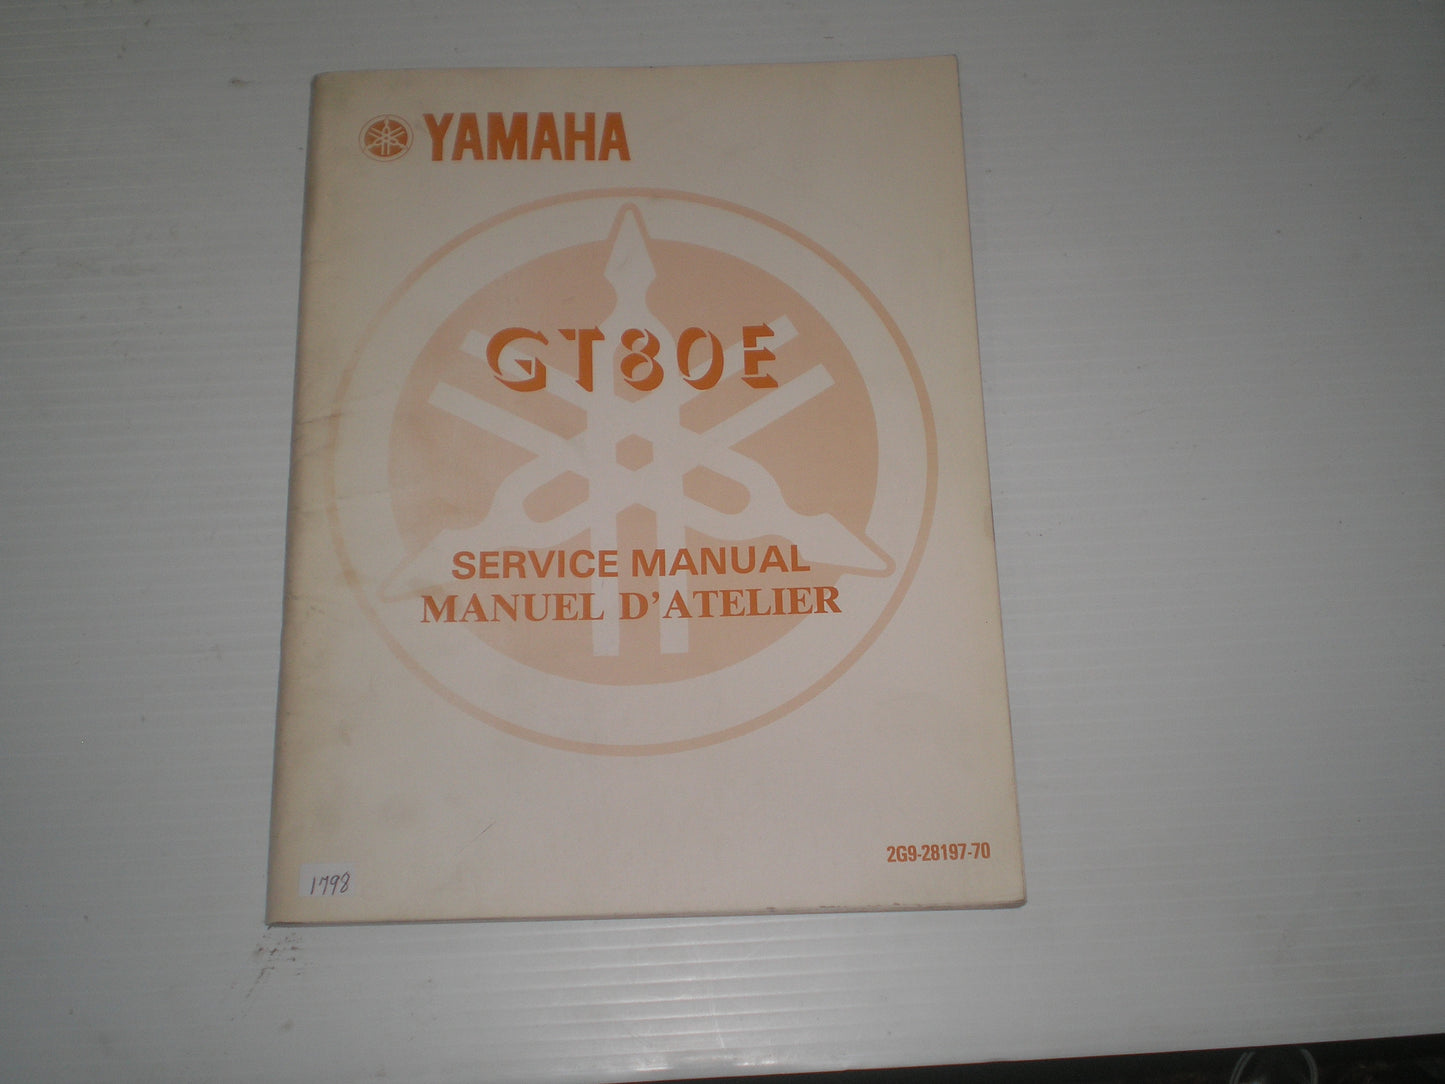 YAMAHA
GT80E
SERVICE MANUAL
MANUEL D'ATELIER
2G9-28197-70
1798